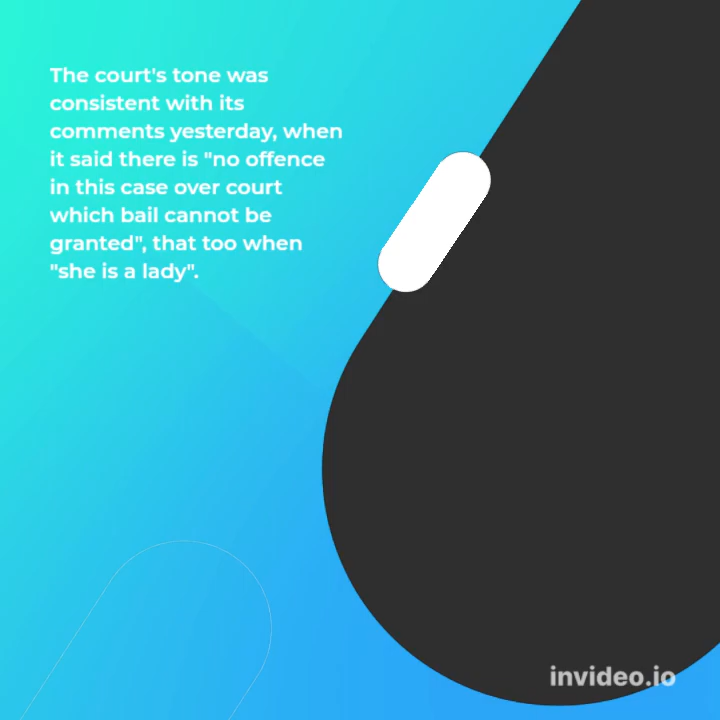 The court's tone was
consistent with its
comments yesterday, when
it said there is "no offence
in this case over court
which bail cannot be
granted", that too when
"she is a lady".
invideo.io